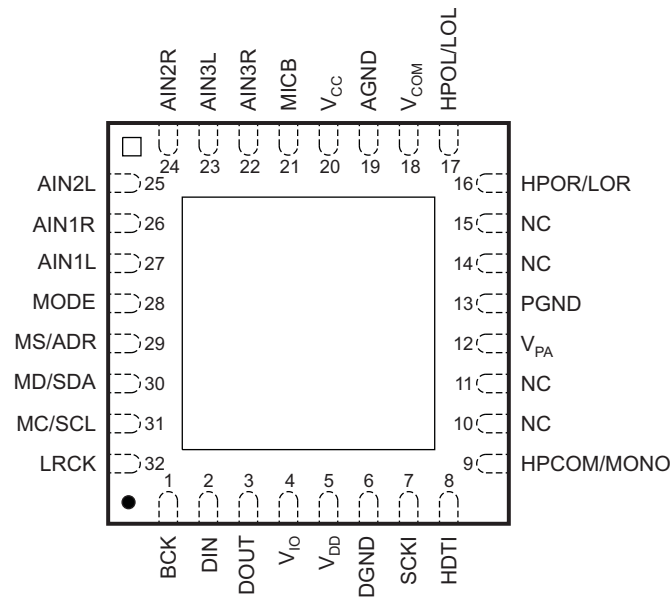 AIN2R
AIN3L
AIN3R
MICB
VCC
AGND
VCOM
HPOL/LOL
24 23 22 21 20 19 18 17
AIN2L 25 16 HPOR/LOR
AIN1R 26 15 NC
AIN1L 27 14 NC
MODE 28 13 PGND
MS/ADR 29 12 VPA
MD/SDA 30 11 NC
MC/SCL 31 10 NC
LRCK 32 9 HPCOM/MONO
1 2 3 4 5 6 7 8
BCK
DIN
DOUT
VIO
VDD
DGND
SCKI
HDTI